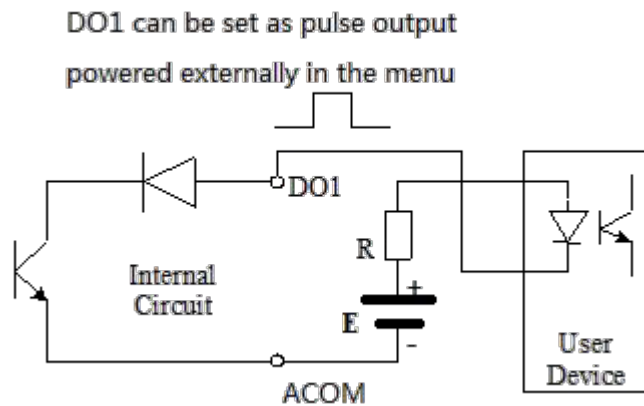 DO1 can be set as pulse output
powered externally in the menu
DO1
R
Internal
Circuit
+
E
-
User
Device
ACOM